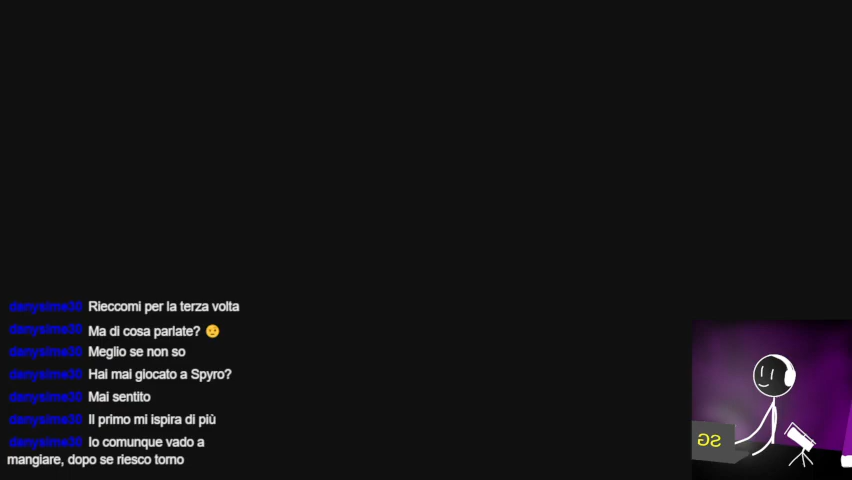 danysime30 Rieccomi per la terza volta
danysime30 Ma di cosa parlate? 😟
danysime30 Meglio se non so
danysime30 Hai mai giocato a Spyro?
danysime30 Mai sentito
danysime30 Il primo mi ispira di più
danysime30 Io comunque vado a
mangiare, dopo se riesco torno
GS